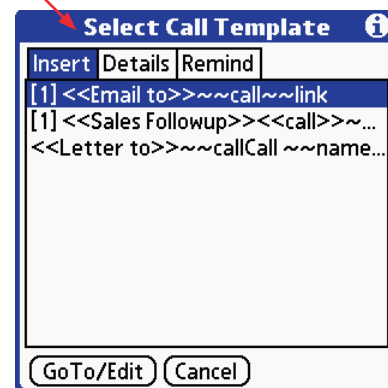 Select Call Template i
Insert Details Remind
[1] <<Email to>>~~call~~link
[1] <<Sales Followup>><<call>>~...
<<Letter to>>~~callCall ~~name...
GoTo/Edit Cancel